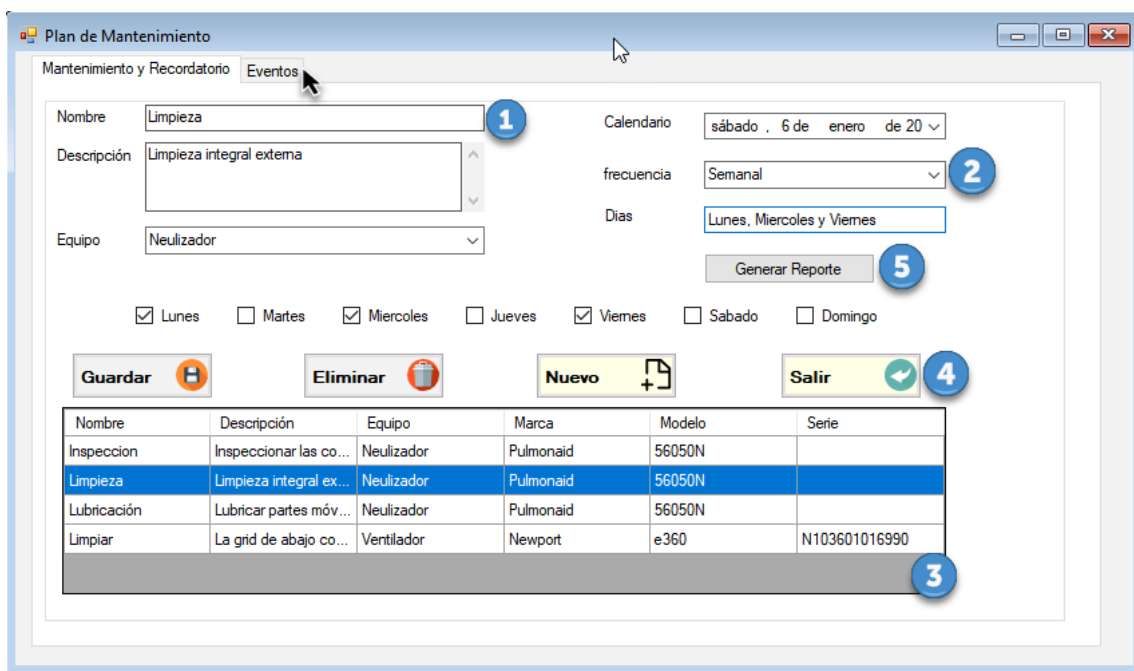 Plan de Mantenimiento
Mantenimiento y Recordatorio Eventos
Nombre Limpieza 1 Calendario sábado , 6 de enero de 20
Descripción Limpieza integral externa
frecuencia Semanal 2
Dias Lunes, Miercoles y Viernes
Equipo Neulizador
Generar Reporte 5
Lunes Martes Miercoles Jueves Viernes Sabado Domingo
Guardar Eliminar Nuevo Salir 4
Nombre Descripción Equipo Marca Modelo Serie
Inspeccion Inspeccionar las co... Neulizador Pulmonaid 56050N
Limpieza Limpieza integral ex... Neulizador Pulmonaid 56050N
Lubricación Lubricar partes móv... Neulizador Pulmonaid 56050N
Limpiar La grid de abajo co... Ventilador Newport e360 N103601016990
3